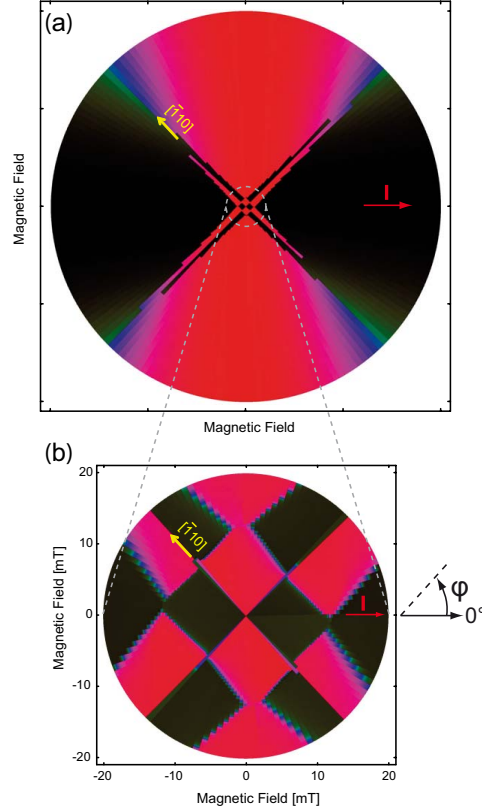 (a)
[1̄10]
I
Magnetic Field
Magnetic Field
(b)
20
10
0
-10
-20
Magnetic Field [mT]
[1̄10]
I
φ
0°
-20
-10
0
10
20
Magnetic Field [mT]